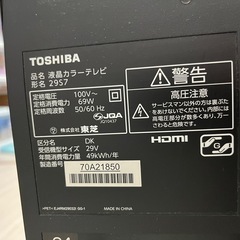 TOSHIBA
品名 液晶カラーテレビ
形名 29S7
定格電圧 100V~
定格消費電力 69W
定格周波数 50/60 Hz
JQA
株式会社 東芝
区分名 DK
受信機型サイズ 29V
年間消費電力量 49kWh/年
製造番号 70A21850
警告
高圧注意
サービスマン以外の方は、
裏ぶたをあけないでください。
内部には高電圧部分が数多くあり、
万一さわると危険です。
HDMI